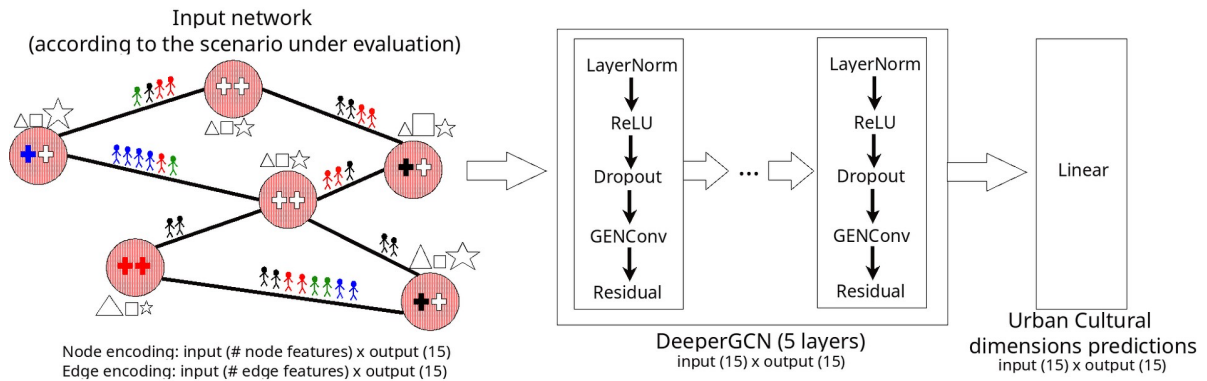 Input network
(according to the scenario under evaluation)
Node encoding: input (# node features) x output (15)
Edge encoding: input (# edge features) x output (15)
LayerNorm
ReLU
Dropout
GENConv
Residual
...
LayerNorm
ReLU
Dropout
GENConv
Residual
DeeperGCN (5 layers)
input (15) x output (15)
Linear
Urban Cultural
dimensions predictions
input (15) x output (15)